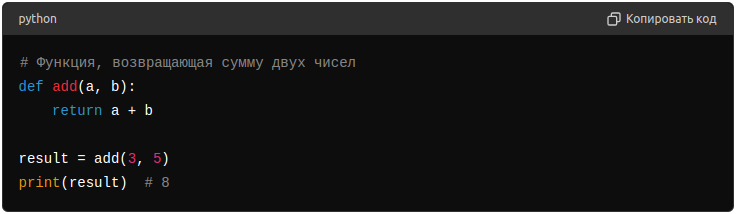 python
Копировать код
# Функция, возвращающая сумму двух чисел
def add(a, b):
    return a + b
result = add(3, 5)
print(result)  # 8